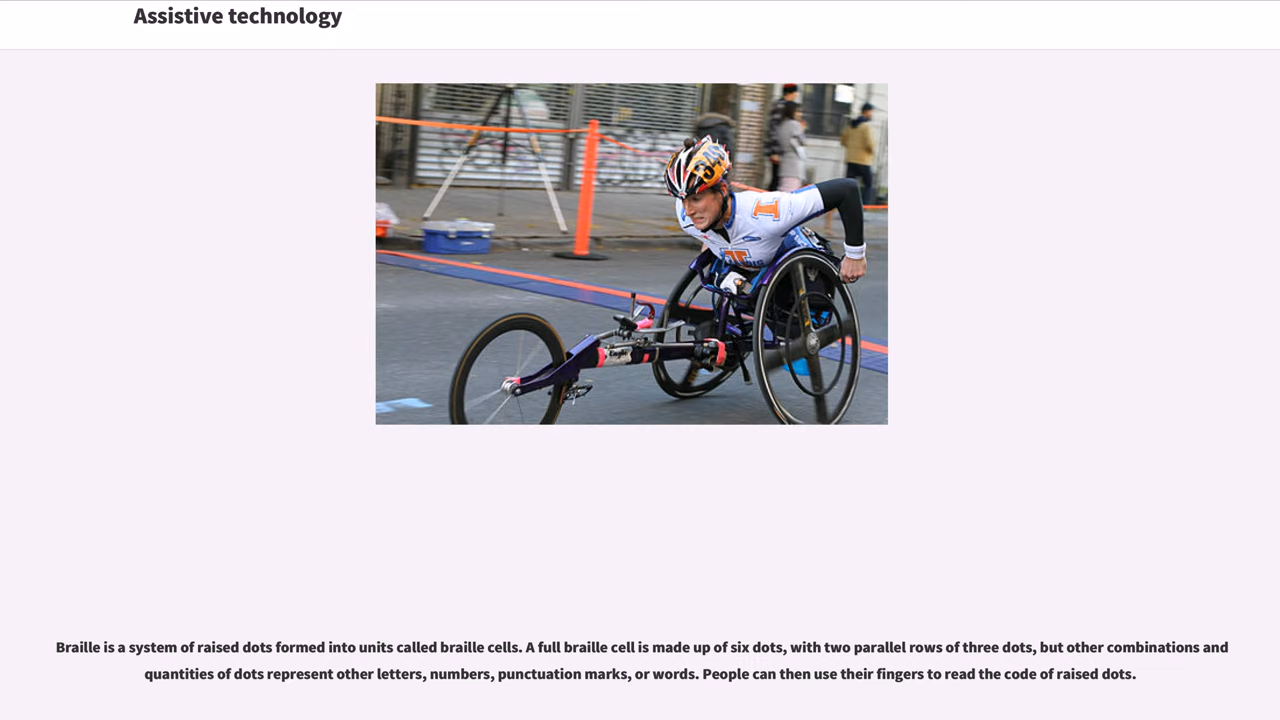 Assistive technology
I
I
Braille is a system of raised dots formed into units called braille cells. A full braille cell is made up of six dots, with two parallel rows of three dots, but other combinations and
quantities of dots represent other letters, numbers, punctuation marks, or words. People can then use their fingers to read the code of raised dots.